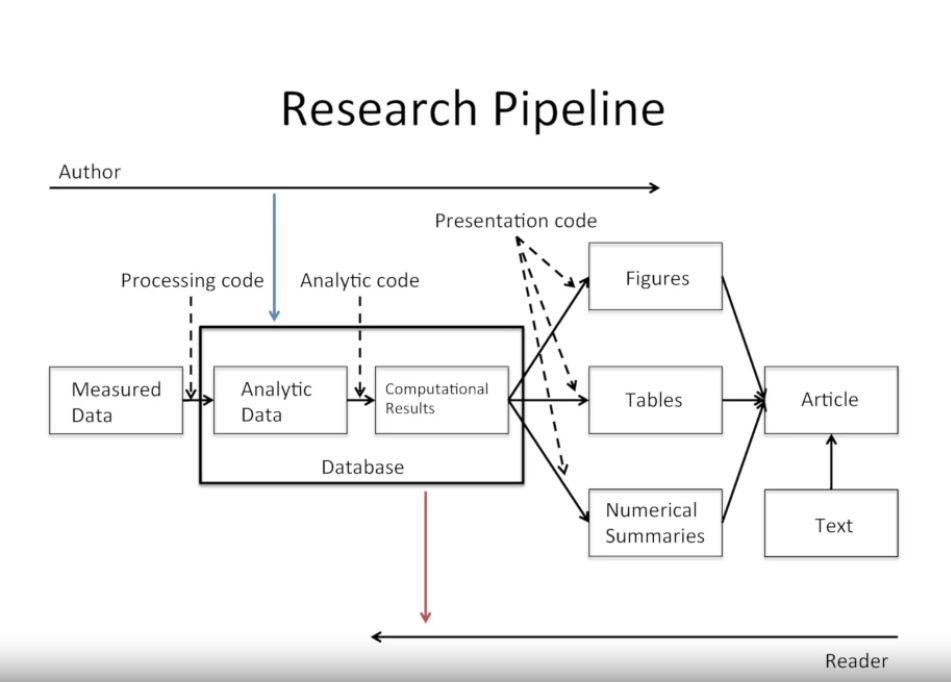 Research Pipeline
Author
Presentation code
Processing code
Analytic code
Figures
Measured
Data
Analytic
Data
Computational
Results
Tables
Article
Database
Numerical
Summaries
Text
Reader